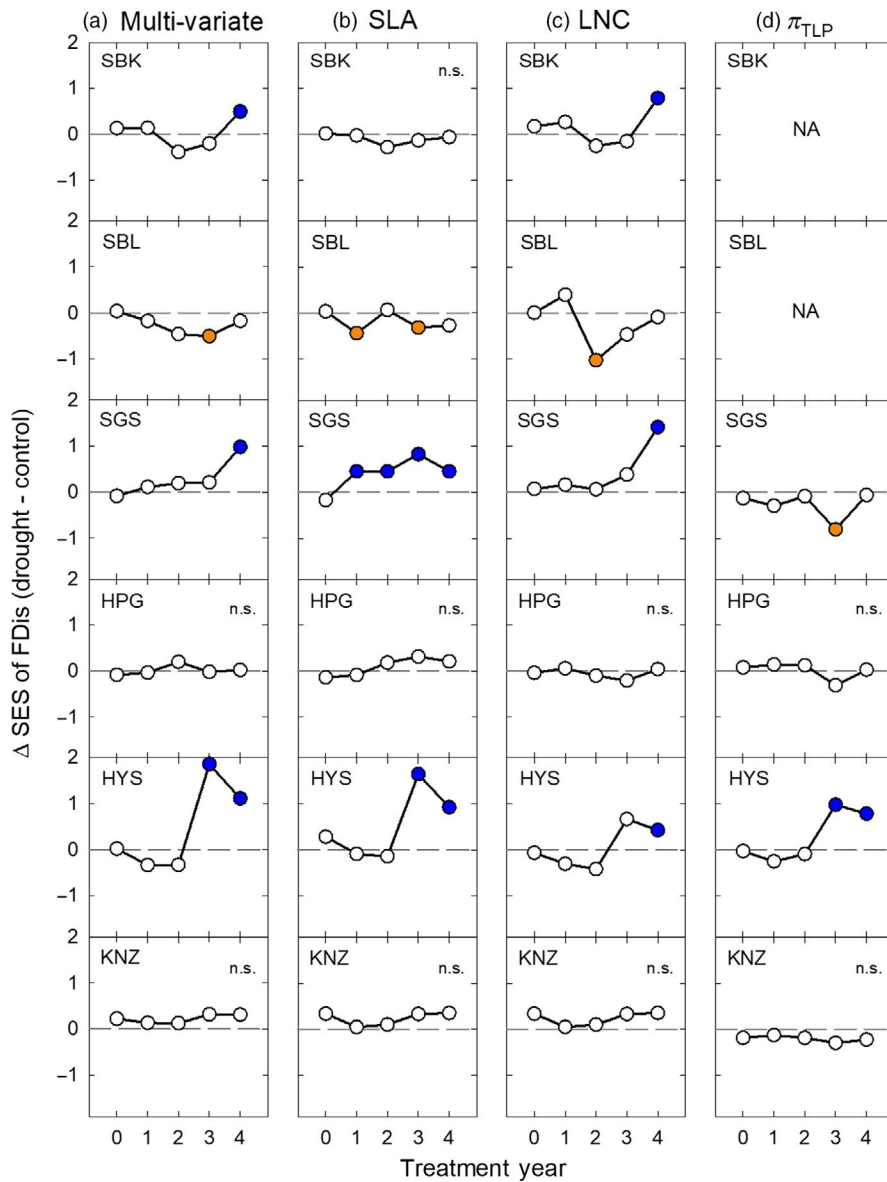 (a) Multi-variate (b) SLA (c) LNC (d) πTLP
2 SBK SBK n.s. SBK SBK
1
0 NA
−1
2 SBL SBL SBL SBL
1
0 NA
−1
2 SGS SGS SGS SGS
1
0
−1
2 HPG n.s. HPG n.s. HPG n.s. HPG n.s.
1
0
−1
2 HYS HYS HYS HYS
1
0
−1
2 KNZ n.s. KNZ n.s. KNZ n.s. KNZ n.s.
1
0
−1
0 1 2 3 4 0 1 2 3 4 0 1 2 3 4 0 1 2 3 4
Treatment year
Δ SES of FDis (drought - control)